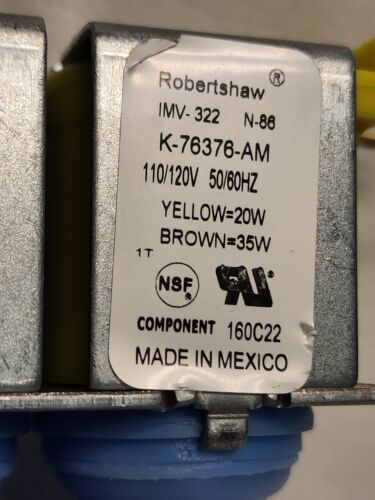 Robertshaw ®
IMV- 322 N-86
K-76376-AM
110/120V 50/60HZ
YELLOW=20W
BROWN=35W
1T
NSF
COMPONENT 160C22
MADE IN MEXICO